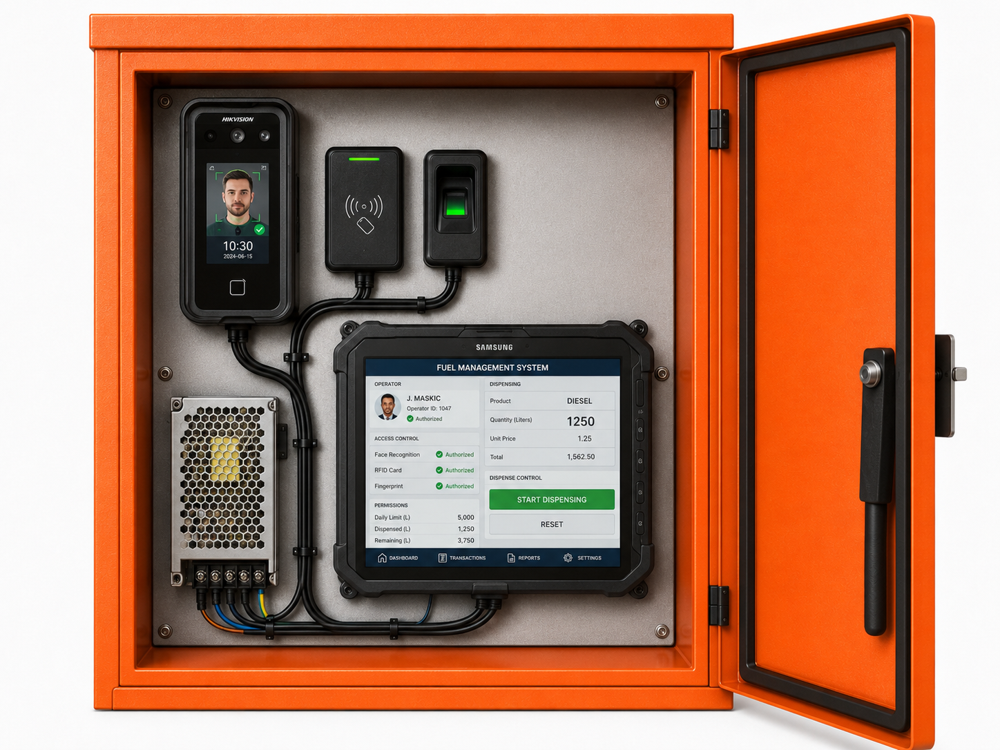 HIKVISION
10:30
2024-06-15
SAMSUNG
FUEL MANAGEMENT SYSTEM
OPERATOR
J. MASKIC
Operator ID: 1047
Authorized
ACCESS CONTROL
Face Recognition Authorized
RFID Card Authorized
Fingerprint Authorized
PERMISSIONS
Daily Limit (L) 5,000
Dispensed (L) 1,250
Remaining (L) 3,750
DISPENSING
Product DIESEL
Quantity (Liters) 1250
Unit Price 1.25
Total 1,562.50
DISPENSE CONTROL
START DISPENSING
RESET
DASHBOARD TRANSACTIONS REPORTS SETTINGS